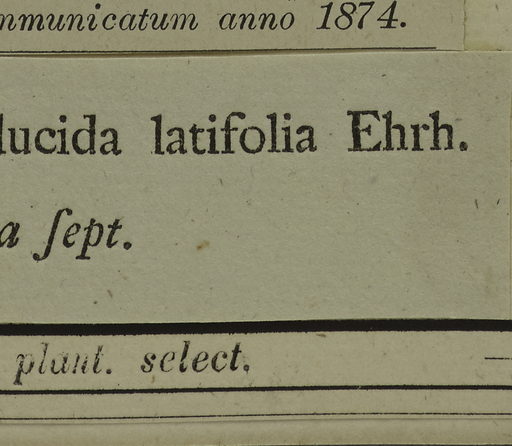 mmunicatum anno 1874.
lucida latifolia Ehrh.
a ſept.
plant. select.